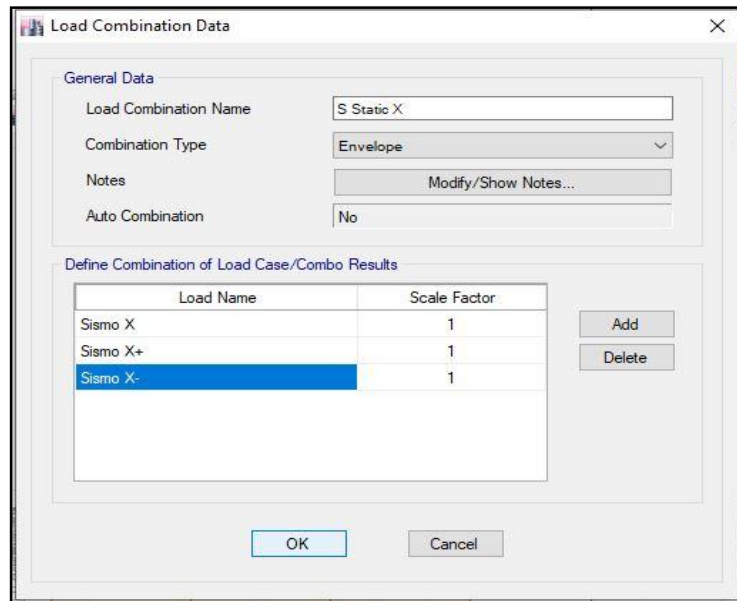 Load Combination Data
General Data
Load Combination Name S Static X
Combination Type Envelope
Notes Modify/Show Notes...
Auto Combination No
Define Combination of Load Case/Combo Results
Load Name Scale Factor
Sismo X 1
Add
Sismo X+ 1
Delete
Sismo X- 1
OK Cancel